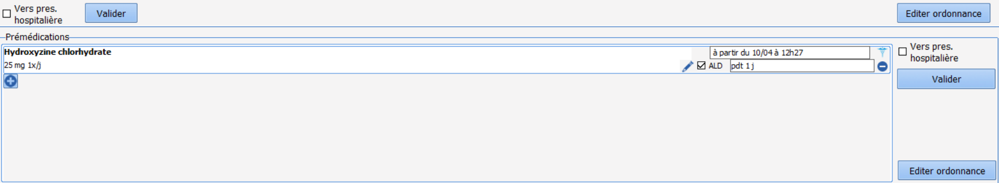 Vers pres.
hospitalière
Valider
Editer ordonnance
Prémédications
Hydroxyzine chlorhydrate
à partir du 10/04 à 12h27
25 mg 1x/j
ALD
pdt 1 j
Vers pres.
hospitalière
Valider
Editer ordonnance